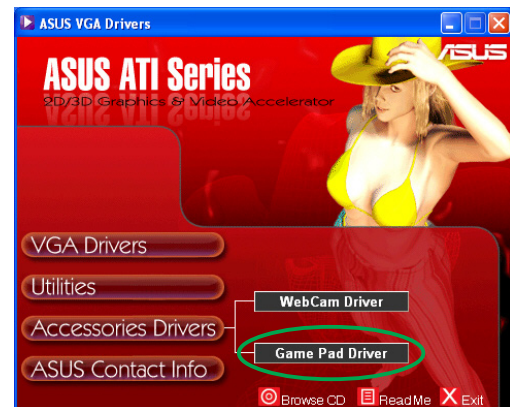 ASUS VGA Drivers
ASUS
ASUS ATI Series
2D/3D Graphics & Video Accelerator
VGA Drivers
Utilities
WebCam Driver
Accessories Drivers
Game Pad Driver
ASUS Contact Info
Browse CD ReadMe Exit